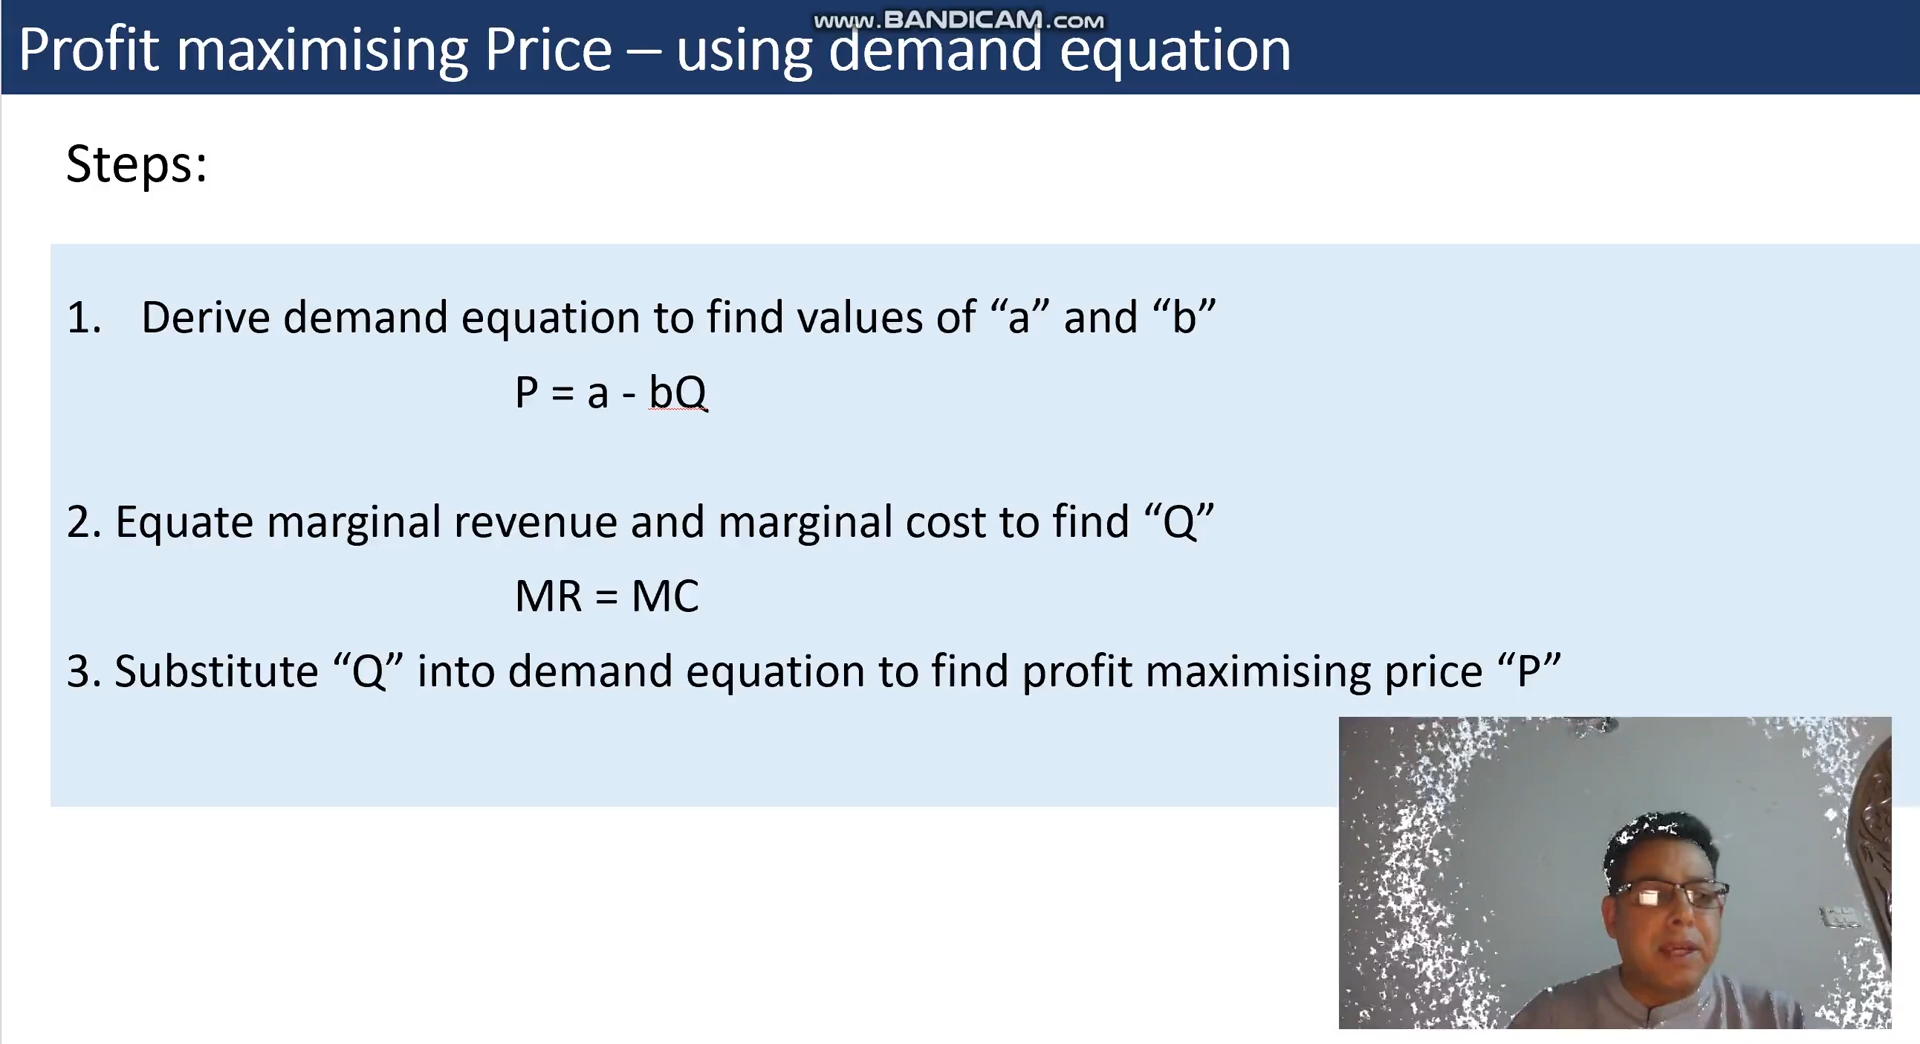 www.BANDICAM.com
Profit maximising Price – using demand equation
Steps:
1. Derive demand equation to find values of “a” and “b”
P = a - bQ
2. Equate marginal revenue and marginal cost to find “Q”
MR = MC
3. Substitute “Q” into demand equation to find profit maximising price “P”